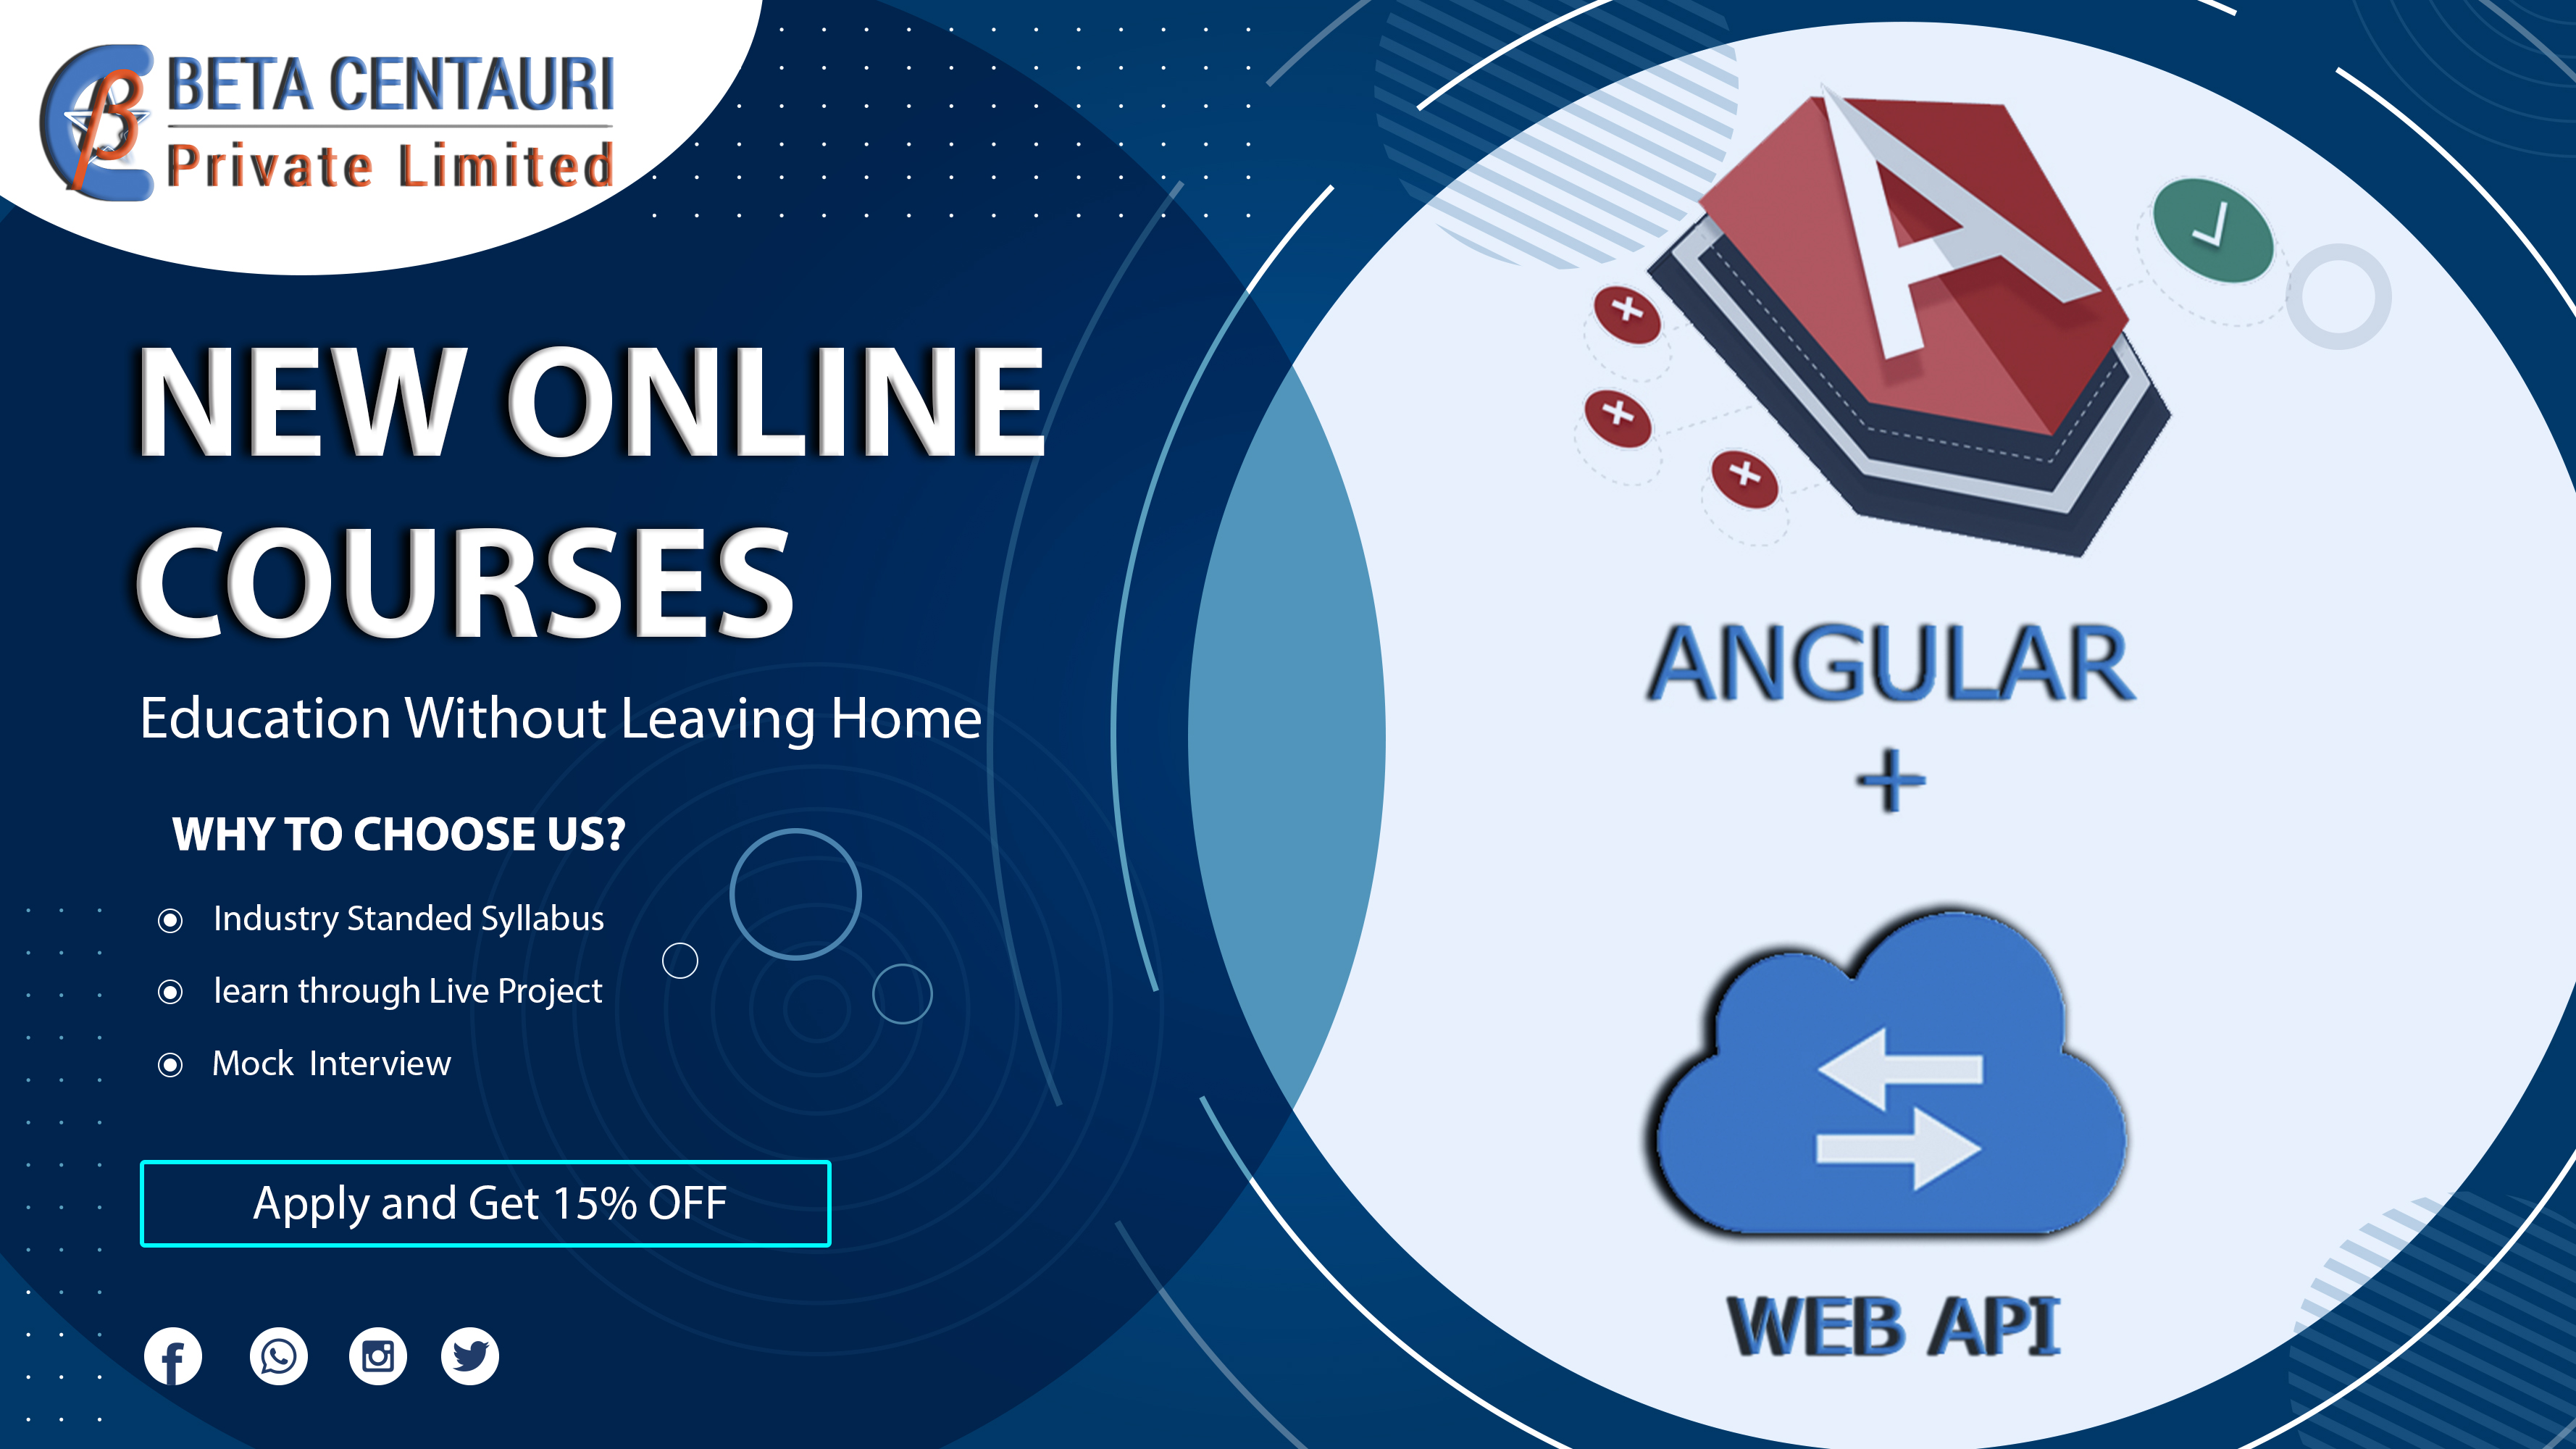 BETA CENTAURI
Private Limited
NEW ONLINE
COURSES
Education Without Leaving Home
WHY TO CHOOSE US?
Industry Standed Syllabus
learn through Live Project
Mock Interview
Apply and Get 15% OFF
ANGULAR
+
WEB API